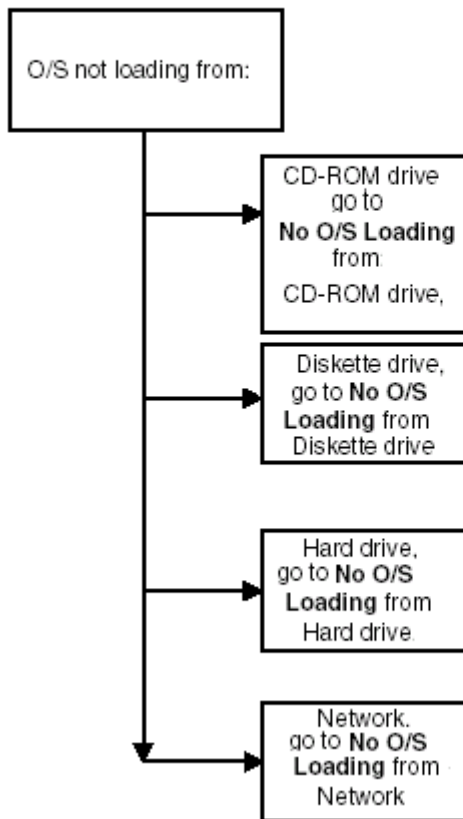 O/S not loading from:
CD-ROM drive
go to
No O/S Loading
from:
CD-ROM drive,
Diskette drive,
go to No O/S
Loading from
Diskette drive
Hard drive,
go to No O/S
Loading from
Hard drive.
Network.
go to No O/S
Loading from
Network